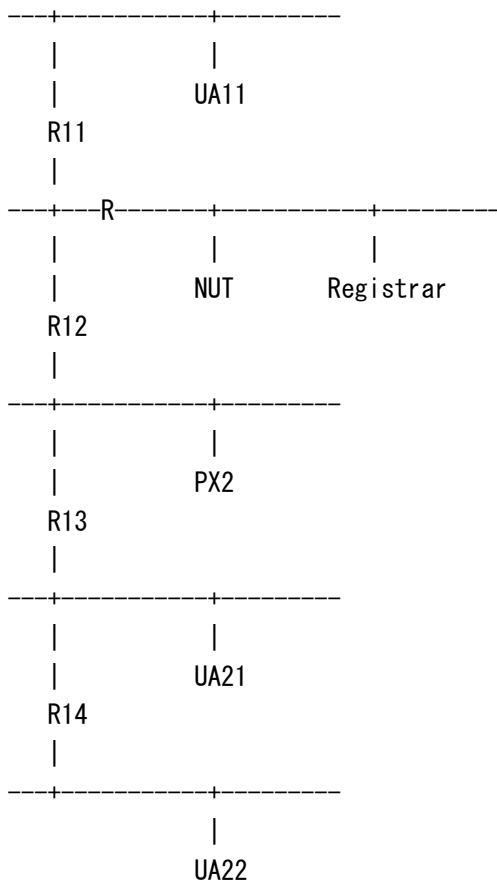 ---+------------+---------
   |            |
   |           UA11
   R11
   |
---+---R--------+------------+----------
   |            |            |
   |           NUT       Registrar
   R12
   |
---+------------+---------
   |            |
   |           PX2
   R13
   |
---+------------+---------
   |            |
   |           UA21
   R14
   |
---+------------+---------
                |
               UA22